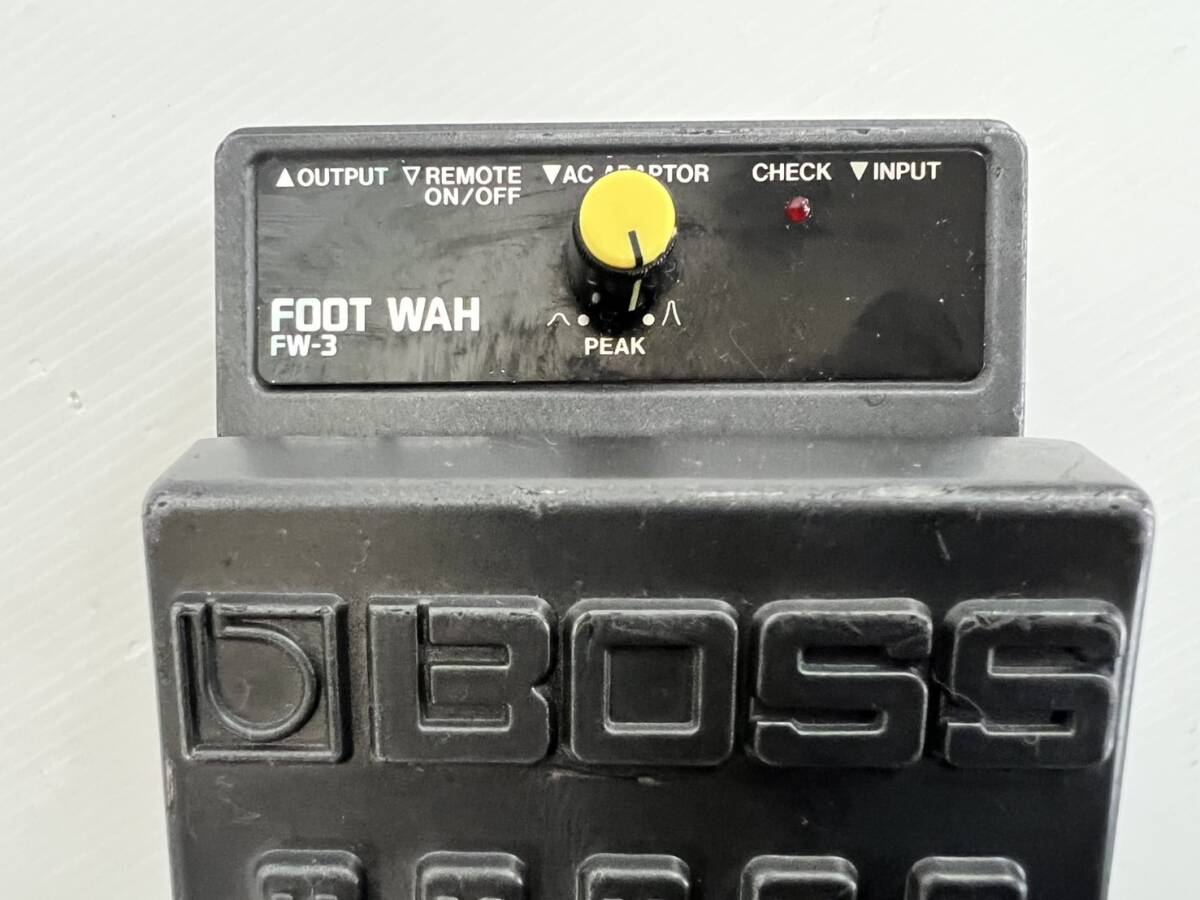 ▲OUTPUT ▽REMOTE ON/OFF ▼AC ADAPTOR CHECK ▼INPUT
FOOT WAH
FW-3
PEAK
BOSS